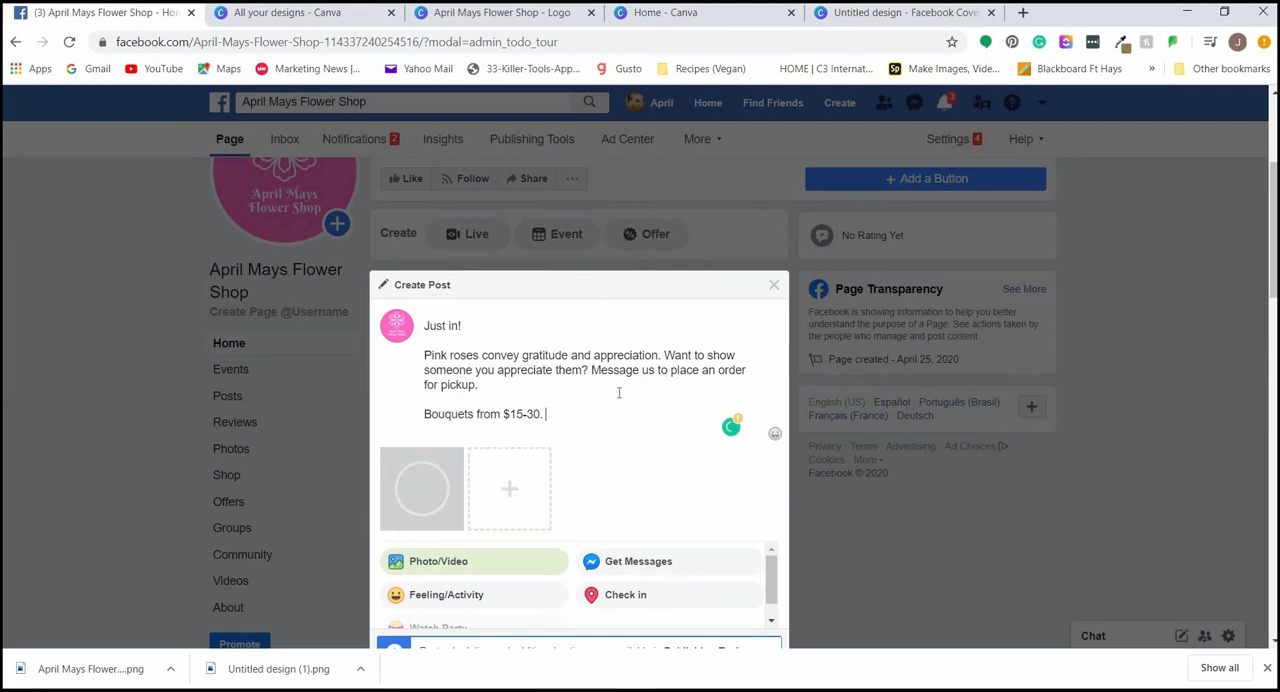 (3) April Mays Flower Shop - Ho
All your designs - Canva
April Mays Flower Shop - Logo
Home - Canva
Untitled design - Facebook Cove
facebook.com/April-Mays-Flower-Shop-114337240254516/?modal=admin_todo_tour
Apps
Gmail
YouTube
Maps
Marketing News |...
Yahoo Mail
33-Killer-Tools-App...
Gusto
Recipes (Vegan)
HOME | C3 Internat...
Make Images, Vide...
Blackboard Ft Hays
»
Other bookmarks
April Mays Flower Shop
April
Home
Find Friends
Create
3
Page
Inbox
Notifications 2
Insights
Publishing Tools
Ad Center
More
Settings 4
Help
Like
Follow
Share
...
+ Add a Button
April Mays
Flower Shop
Create
Live
Event
Offer
No Rating Yet
April Mays Flower
Shop
Create Page @Username
Home
Events
Posts
Reviews
Photos
Shop
Offers
Groups
Community
Videos
About
Promote
Create Post
Just in!
Pink roses convey gratitude and appreciation. Want to show
someone you appreciate them? Message us to place an order
for pickup.
Bouquets from $15-30.
1
Photo/Video
Get Messages
Feeling/Activity
Check in
Watch Party
Page Transparency
See More
Facebook is showing information to help you better
understand the purpose of a Page. See actions taken by
the people who manage and post content.
Page created - April 25, 2020
English (US) · Español · Português (Brasil) ·
Français (France) · Deutsch
Privacy · Terms · Advertising · Ad Choices
Cookies · More
Facebook © 2020
Chat
April Mays Flower....png
Untitled design (1).png
Show all